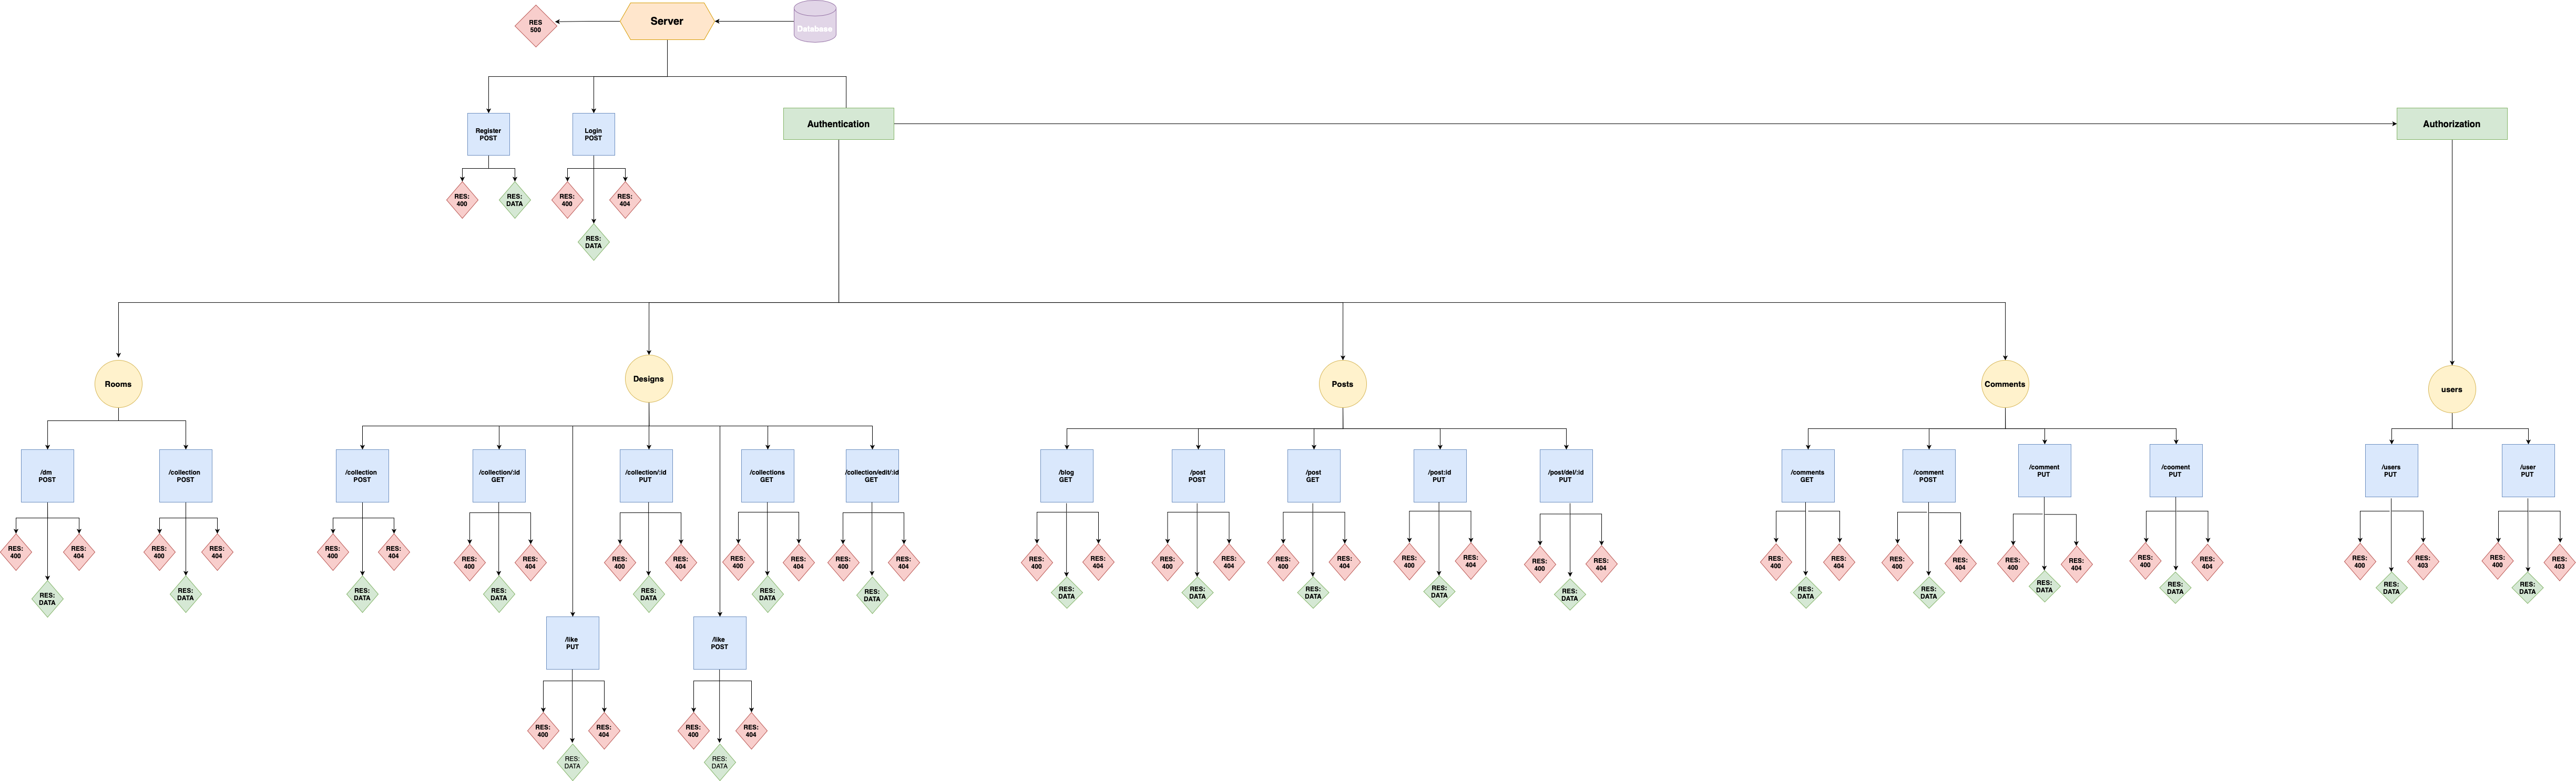 RES
500
Server
Database
Register
POST
Login
POST
Authentication
Authorization
RES:
400
RES:
DATA
RES:
400
RES:
404
RES:
DATA
Rooms
Designs
Posts
Comments
users
/dm
POST
/collection
POST
/collection
POST
/collection/:id
GET
/collection/:id
PUT
/collections
GET
/collection/edit/:id
GET
/blog
GET
/post
POST
/post
GET
/post:id
PUT
/post/del/:id
PUT
/comments
GET
/comment
POST
/comment
PUT
/cooment
PUT
/users
PUT
/user
PUT
RES:
400
RES:
404
RES:
DATA
RES:
400
RES:
404
RES:
DATA
RES:
400
RES:
404
RES:
DATA
RES:
400
RES:
404
RES:
DATA
RES:
400
RES:
404
RES:
DATA
RES:
400
RES:
404
RES:
DATA
RES:
400
RES:
404
RES:
DATA
RES:
400
RES:
404
RES:
DATA
RES:
400
RES:
404
RES:
DATA
RES:
400
RES:
404
RES:
DATA
RES:
400
RES:
404
RES:
DATA
RES:
400
RES:
404
RES:
DATA
RES:
400
RES:
404
RES:
DATA
RES:
400
RES:
404
RES:
DATA
RES:
400
RES:
404
RES:
DATA
RES:
400
RES:
404
RES:
DATA
RES:
400
RES:
403
RES:
DATA
RES:
400
RES:
403
RES:
DATA
/like
PUT
/like
POST
RES:
400
RES:
404
RES:
DATA
RES:
400
RES:
404
RES:
DATA